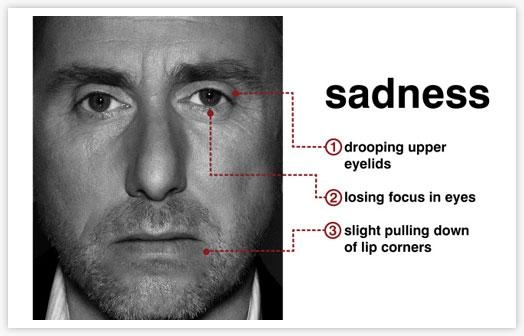 sadness
1 drooping upper
eyelids
2 losing focus in eyes
3 slight pulling down
of lip corners